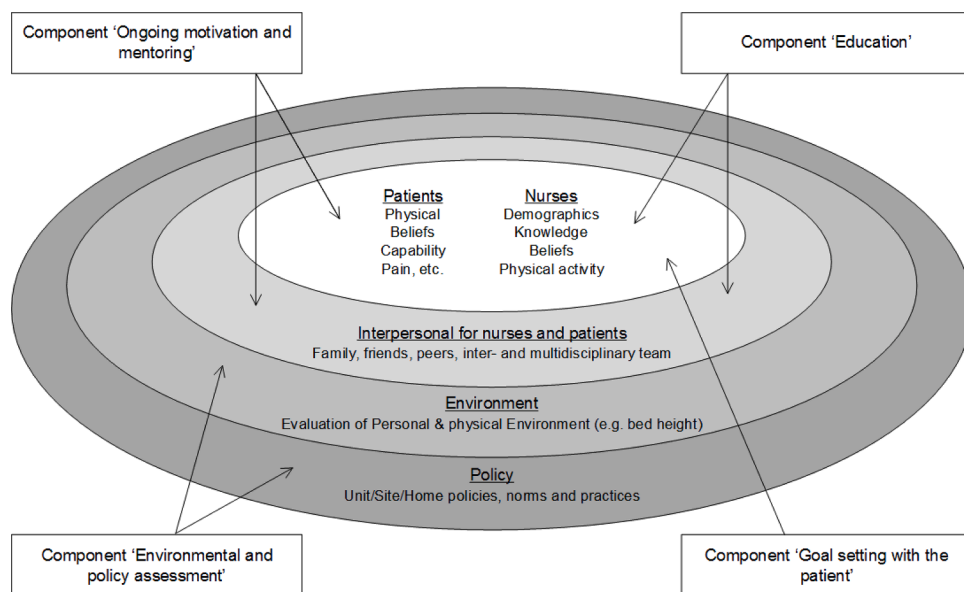 Component ‘Ongoing motivation and
mentoring’
Component ‘Education’
Patients
Physical
Beliefs
Capability
Pain, etc.
Nurses
Demographics
Knowledge
Beliefs
Physical activity
Interpersonal for nurses and patients
Family, friends, peers, inter- and multidisciplinary team
Environment
Evaluation of Personal & physical Environment (e.g. bed height)
Policy
Unit/Site/Home policies, norms and practices
Component ‘Environmental and
policy assessment’
Component ‘Goal setting with the
patient’